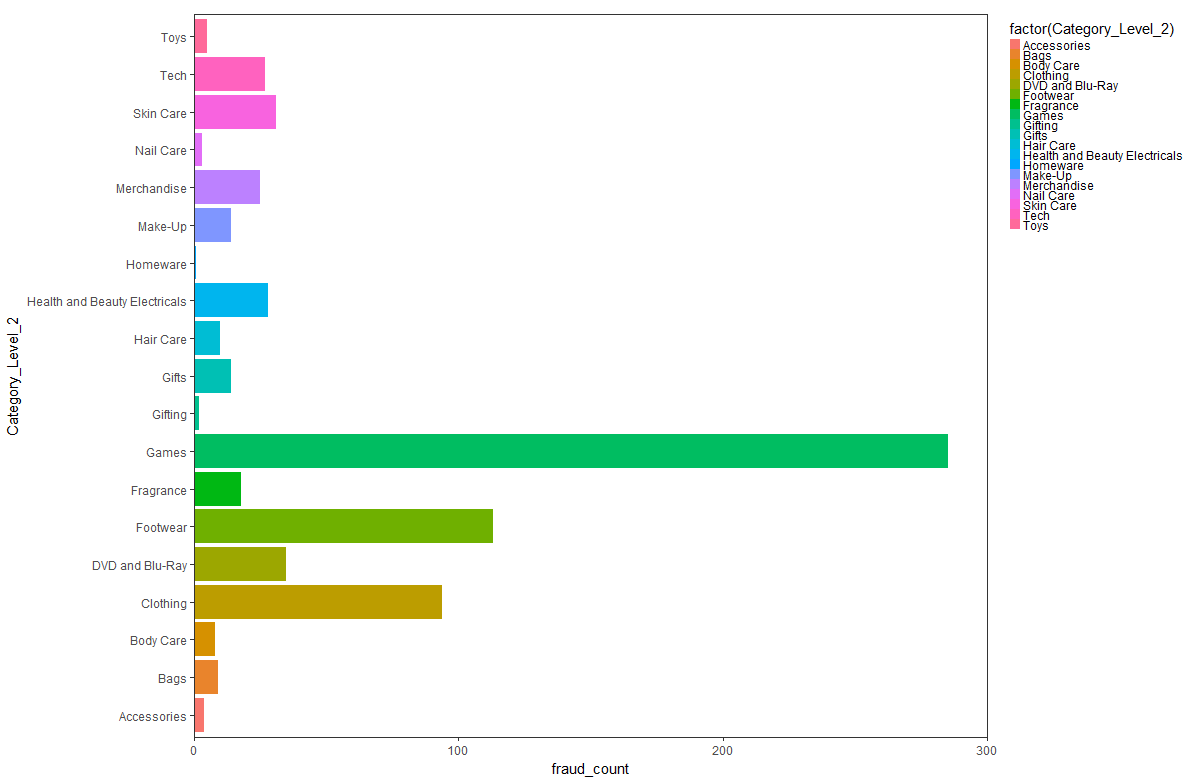 Toys
Tech
Skin Care
Nail Care
Merchandise
Make-Up
Homeware
Health and Beauty Electricals
Hair Care
Gifts
Gifting
Games
Fragrance
Footwear
DVD and Blu-Ray
Clothing
Body Care
Bags
Accessories
Category_Level_2
0 100 200 300
fraud_count
factor(Category_Level_2)
Accessories
Bags
Body Care
Clothing
DVD and Blu-Ray
Footwear
Fragrance
Games
Gifting
Gifts
Hair Care
Health and Beauty Electricals
Homeware
Make-Up
Merchandise
Nail Care
Skin Care
Tech
Toys